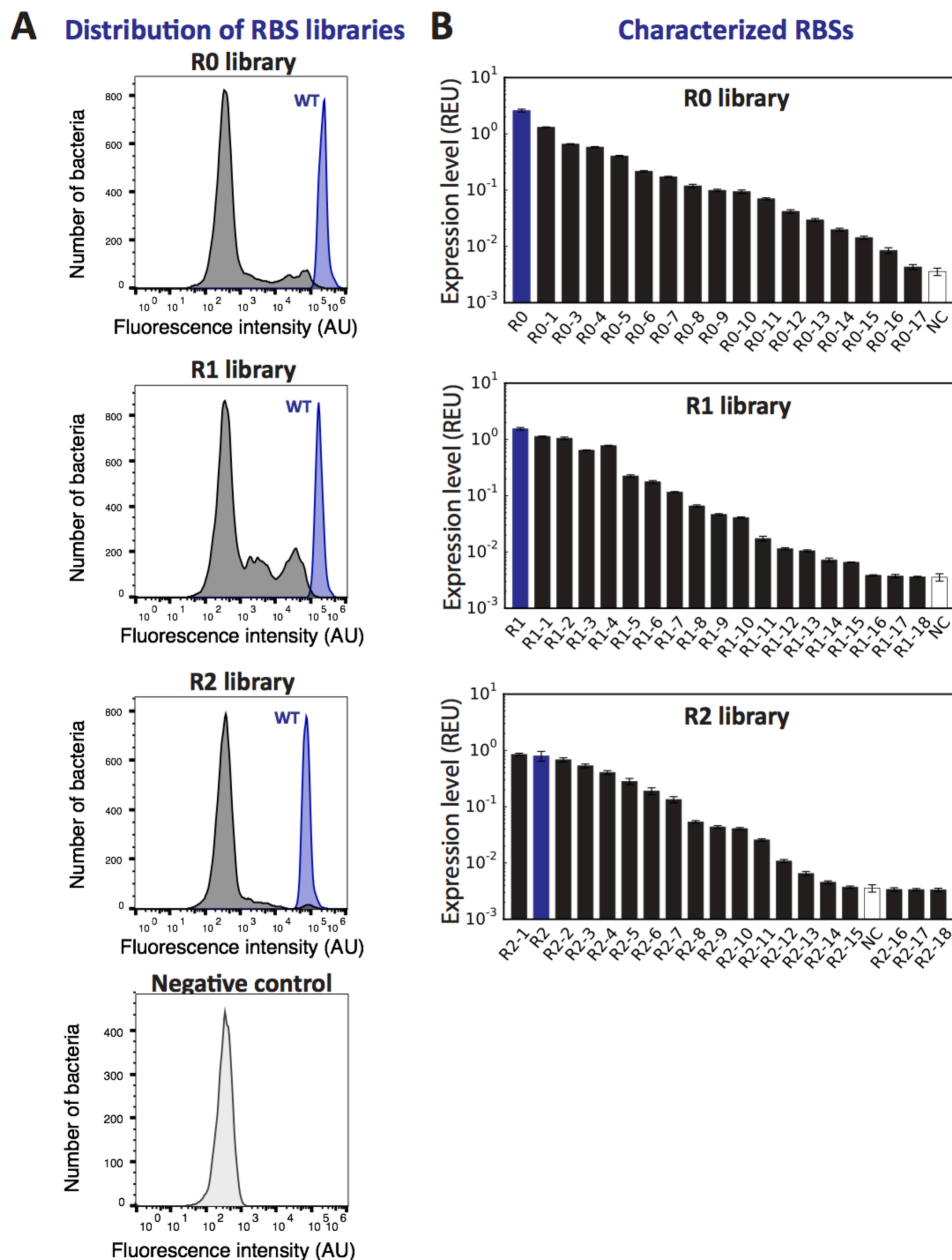 A Distribution of RBS libraries
R0 library
WT
800
600
400
200
0
10^0 10^1 10^2 10^3 10^4 10^5 10^6
Number of bacteria
Fluorescence intensity (AU)
R1 library
WT
800
600
400
200
0
10^0 10^1 10^2 10^3 10^4 10^5 10^6
Number of bacteria
Fluorescence intensity (AU)
R2 library
WT
800
600
400
200
0
10^0 10^1 10^2 10^3 10^4 10^5 10^6
Number of bacteria
Fluorescence intensity (AU)
Negative control
400
300
200
100
0
10^0 10^1 10^2 10^3 10^4 10^5 10^6
Number of bacteria
Fluorescence intensity (AU)
B Characterized RBSs
R0 library
Expression level (REU)
10^1
10^0
10^-1
10^-2
10^-3
R0 R0-1 R0-3 R0-4 R0-5 R0-6 R0-7 R0-8 R0-9 R0-10 R0-11 R0-12 R0-13 R0-14 R0-15 R0-16 R0-17 NC
R1 library
Expression level (REU)
10^1
10^0
10^-1
10^-2
10^-3
R1 R1-1 R1-2 R1-3 R1-4 R1-5 R1-6 R1-7 R1-8 R1-9 R1-10 R1-11 R1-12 R1-13 R1-14 R1-15 R1-16 R1-17 R1-18 NC
R2 library
Expression level (REU)
10^1
10^0
10^-1
10^-2
10^-3
R2-1 R2 R2-2 R2-3 R2-4 R2-5 R2-6 R2-7 R2-8 R2-9 R2-10 R2-11 R2-12 R2-13 R2-14 R2-15 NC R2-16 R2-17 R2-18